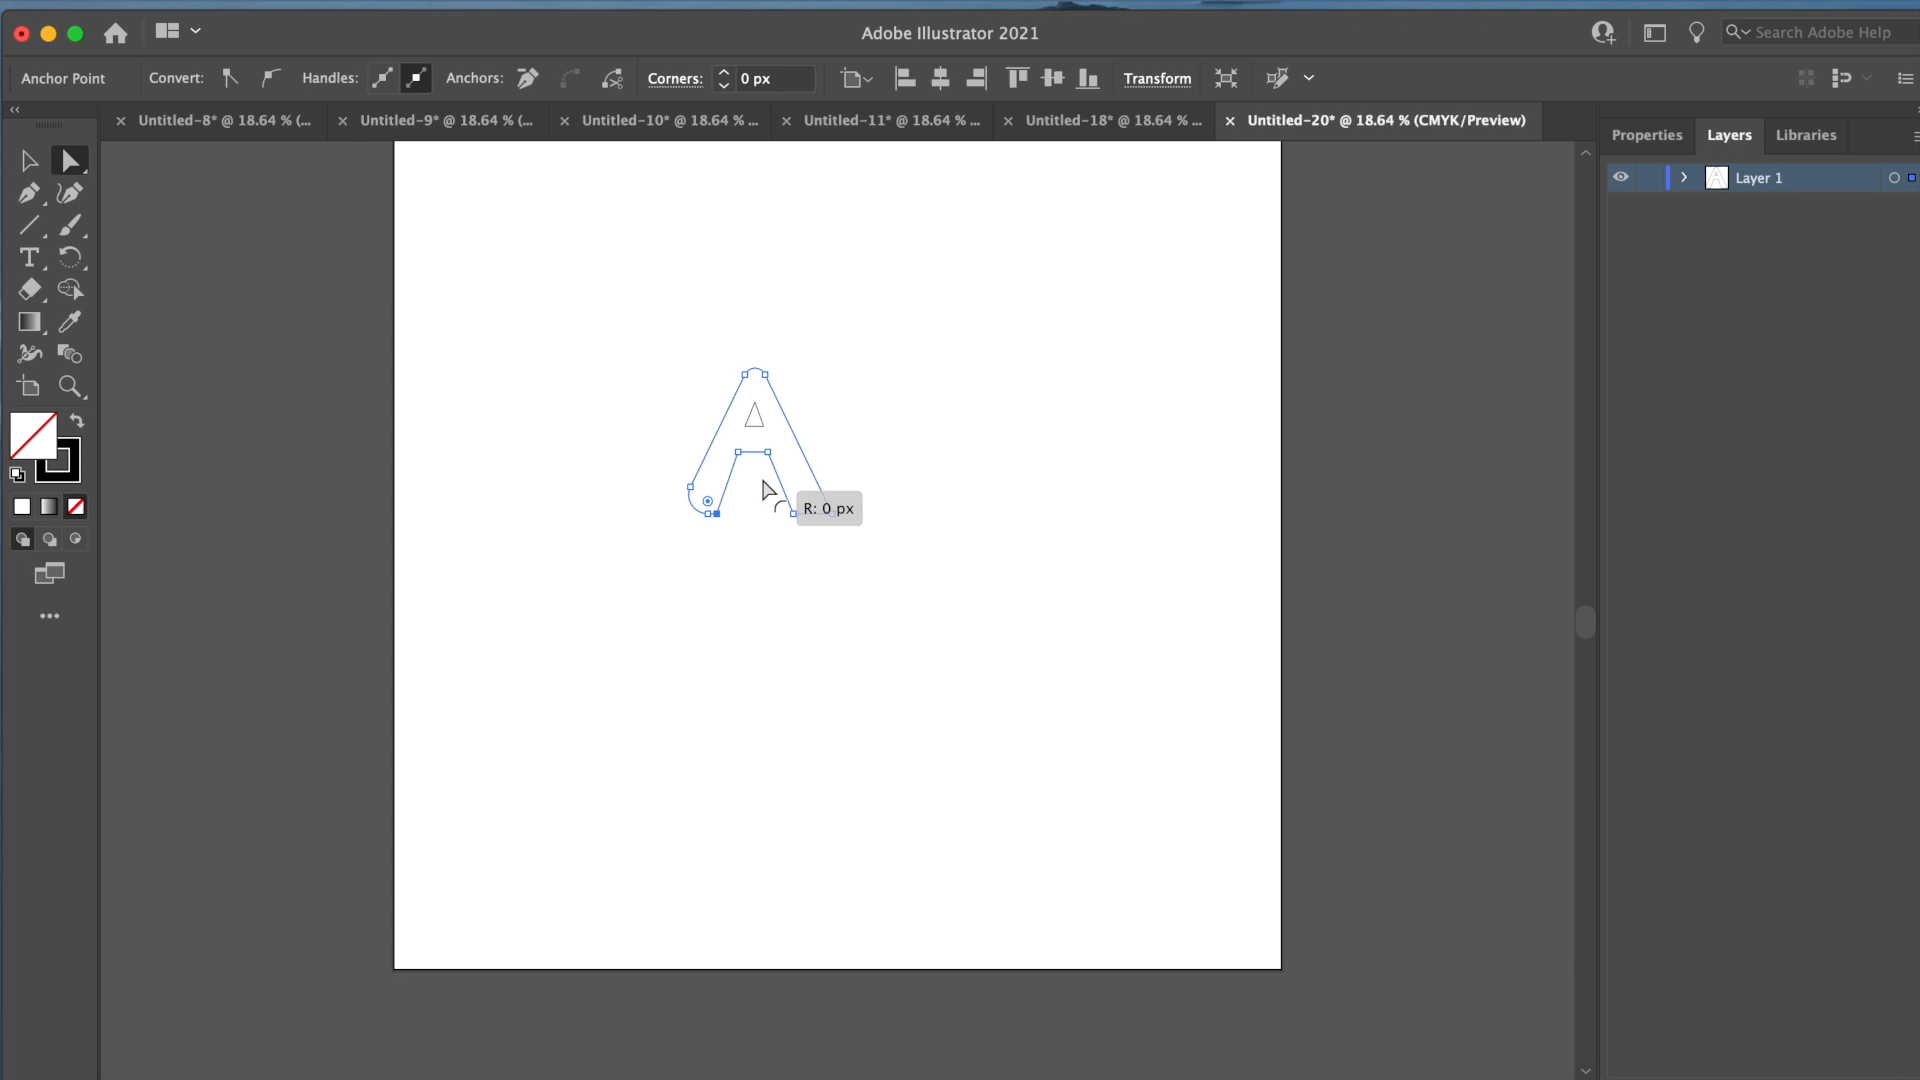 Adobe Illustrator 2021
Search Adobe Help
Anchor Point
Convert:
Handles:
Anchors:
Corners:
0 px
Transform
Untitled-8* @ 18.64 % (...
Untitled-9* @ 18.64 % (...
Untitled-10* @ 18.64 % ...
Untitled-11* @ 18.64 % ...
Untitled-18* @ 18.64 % ...
Untitled-20* @ 18.64 % (CMYK/Preview)
Properties
Layers
Libraries
Layer 1
A
R: 0 px